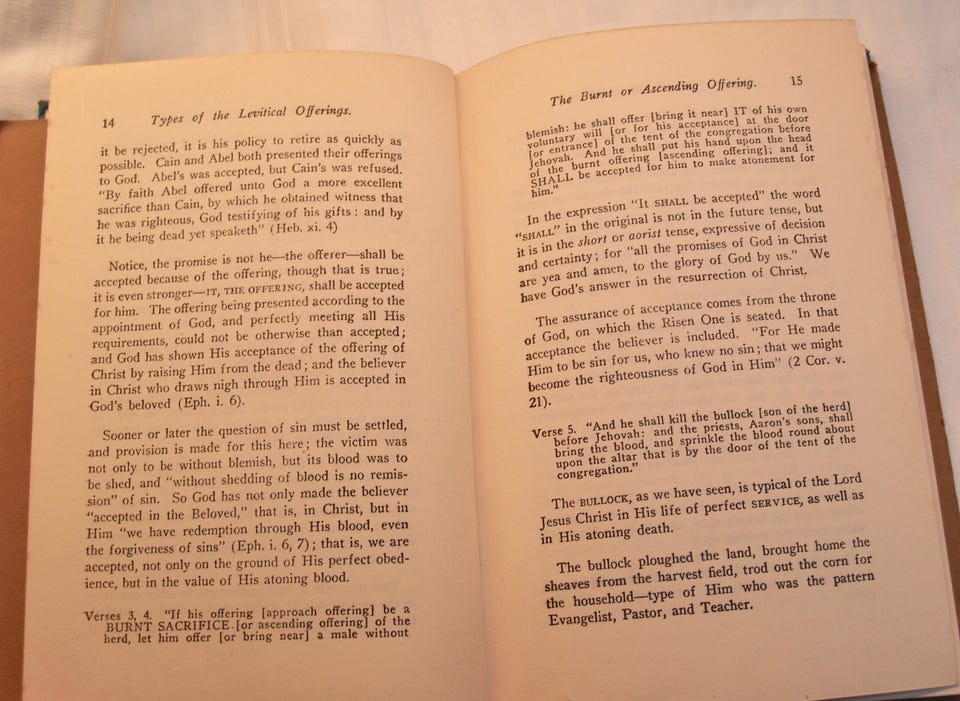 14 Types of the Levitical Offerings.
it be rejected, it is his policy to retire as quickly as
possible. Cain and Abel both presented their offerings
to God. Abel's was accepted, but Cain's was refused.
"By faith Abel offered unto God a more excellent
sacrifice than Cain, by which he obtained witness that
he was righteous, God testifying of his gifts : and by
it he being dead yet speaketh" (Heb. xi. 4)
Notice, the promise is not he—the offerer—shall be
accepted because of the offering, though that is true;
it is even stronger—IT, THE OFFERING, shall be accepted
for him. The offering being presented according to the
appointment of God, and perfectly meeting all His
requirements, could not be otherwise than accepted;
and God has shown His acceptance of the offering of
Christ by raising Him from the dead; and the believer
in Christ who draws nigh through Him is accepted in
God's beloved (Eph. i. 6).
Sooner or later the question of sin must be settled,
and provision is made for this here; the victim was
not only to be without blemish, but its blood was to
be shed, and "without shedding of blood is no remis-
sion" of sin. So God has not only made the believer
"accepted in the Beloved," that is, in Christ, but in
Him "we have redemption through His blood, even
the forgiveness of sins" (Eph. i. 6, 7); that is, we are
accepted, not only on the ground of His perfect obed-
ience, but in the value of His atoning blood.
Verses 3, 4. "If his offering [approach offering] be a
BURNT SACRIFICE [or ascending offering] of the
herd, let him offer [or bring near] a male without
The Burnt or Ascending Offering. 15
blemish: he shall offer [bring it near] IT of his own
voluntary will [or for his acceptance] at the door
[or entrance] of the tent of the congregation before
Jehovah. And he shall put his hand upon the head
of the burnt offering [ascending offering]; and it
SHALL be accepted for him to make atonement for
him."
In the expression "It SHALL be accepted" the word
"SHALL" in the original is not in the future tense, but
it is in the short or aorist tense, expressive of decision
and certainty; for "all the promises of God in Christ
are yea and amen, to the glory of God by us." We
have God's answer in the resurrection of Christ.
The assurance of acceptance comes from the throne
of God, on which the Risen One is seated. In that
acceptance the believer is included. "For He made
Him to be sin for us, who knew no sin; that we might
become the righteousness of God in Him" (2 Cor. v.
21).
Verse 5. "And he shall kill the bullock [son of the herd]
before Jehovah: and the priests, Aaron's sons, shall
bring the blood, and sprinkle the blood round about
upon the altar that is by the door of the tent of the
congregation."
The BULLOCK, as we have seen, is typical of the Lord
Jesus Christ in His life of perfect SERVICE, as well as
in His atoning death.
The bullock ploughed the land, brought home the
sheaves from the harvest field, trod out the corn for
the household—type of Him who was the pattern
Evangelist, Pastor, and Teacher.